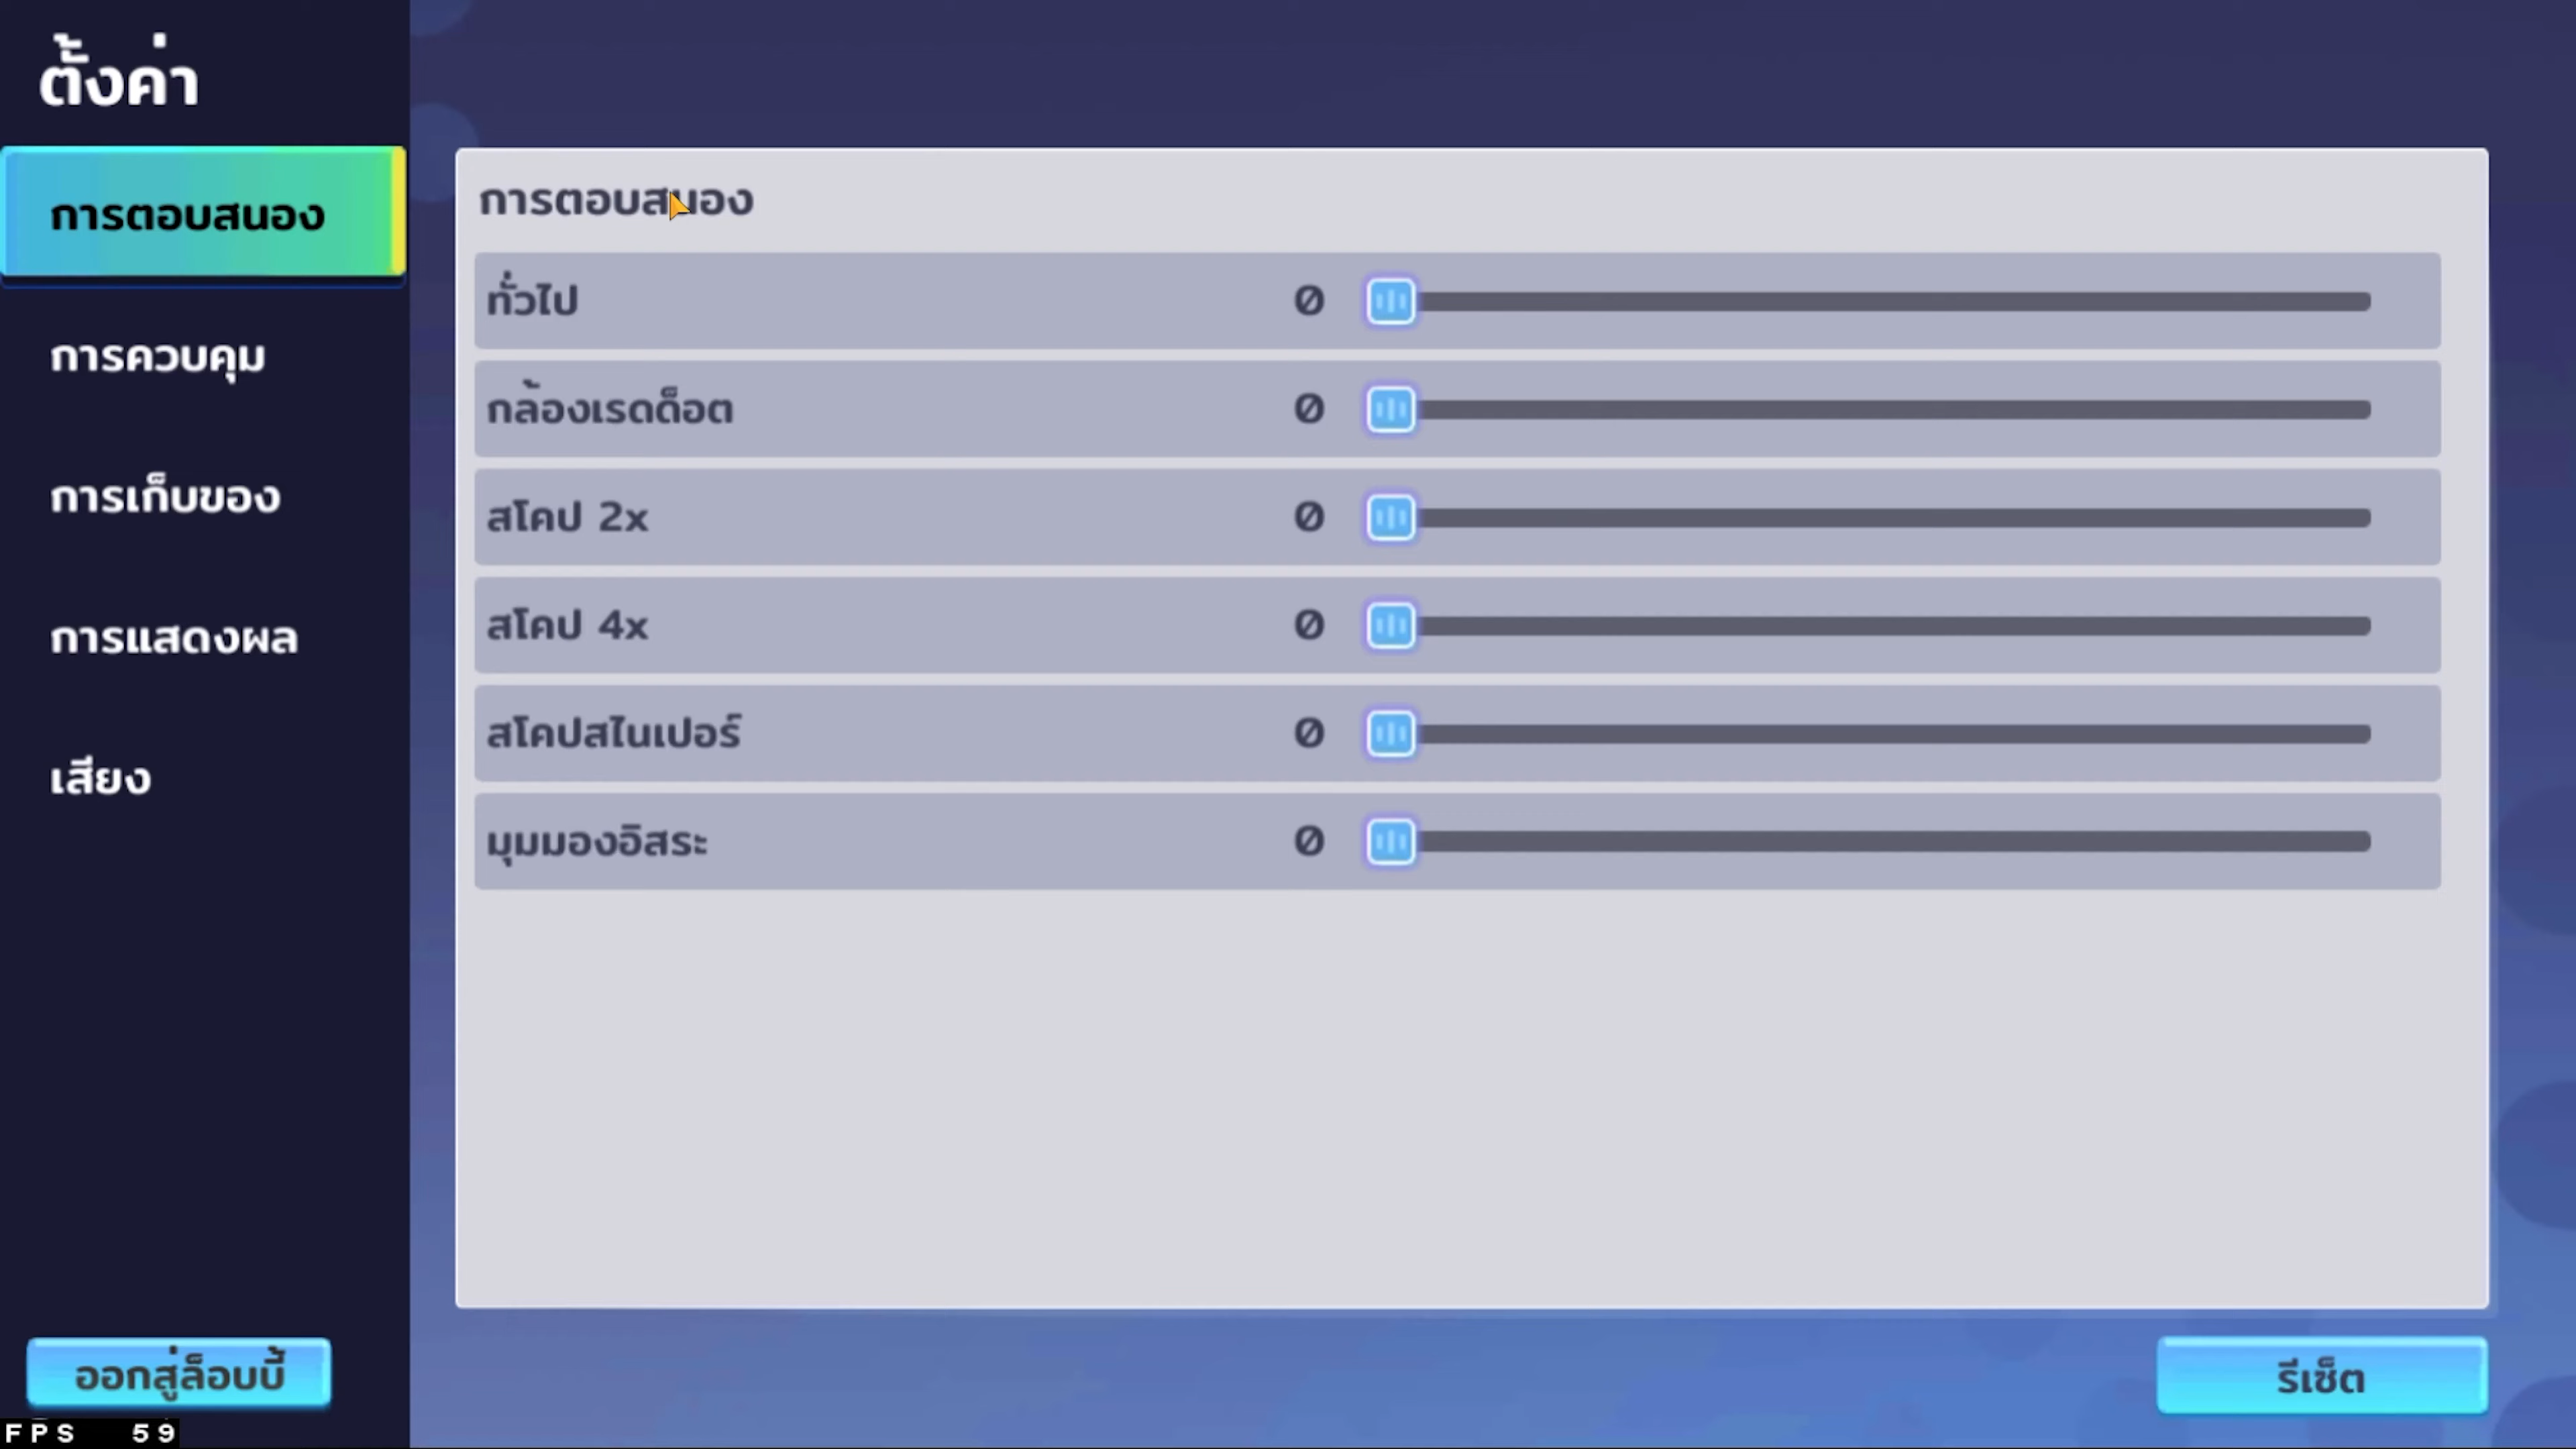 ตั้งค่า
การตอบสนอง
การควบคุม
การเก็บของ
การแสดงผล
เสียง
ออกสู่ล็อบบี้
FPS 59
การตอบสนอง
ทั่วไป 0
กล้องเรดด็อต 0
สโคป 2x 0
สโคป 4x 0
สโคปสไนเปอร์ 0
มุมมองอิสระ 0
รีเซ็ต